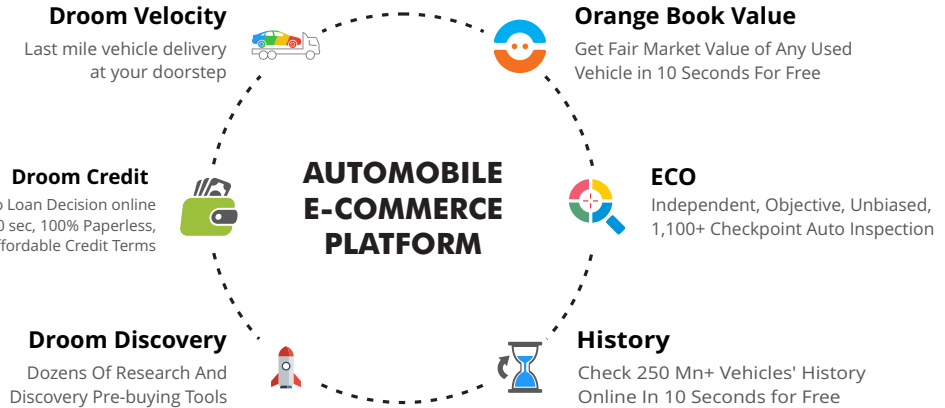 Droom Velocity
Last mile vehicle delivery
at your doorstep
Orange Book Value
Get Fair Market Value of Any Used
Vehicle in 10 Seconds For Free
Droom Credit
Loan Decision online
sec, 100% Paperless,
Credit Terms
AUTOMOBILE
E-COMMERCE
PLATFORM
ECO
Independent, Objective, Unbiased,
1,100+ Checkpoint Auto Inspection
Droom Discovery
Dozens Of Research And
Discovery Pre-buying Tools
History
Check 250 Mn+ Vehicles' History
Online In 10 Seconds for Free